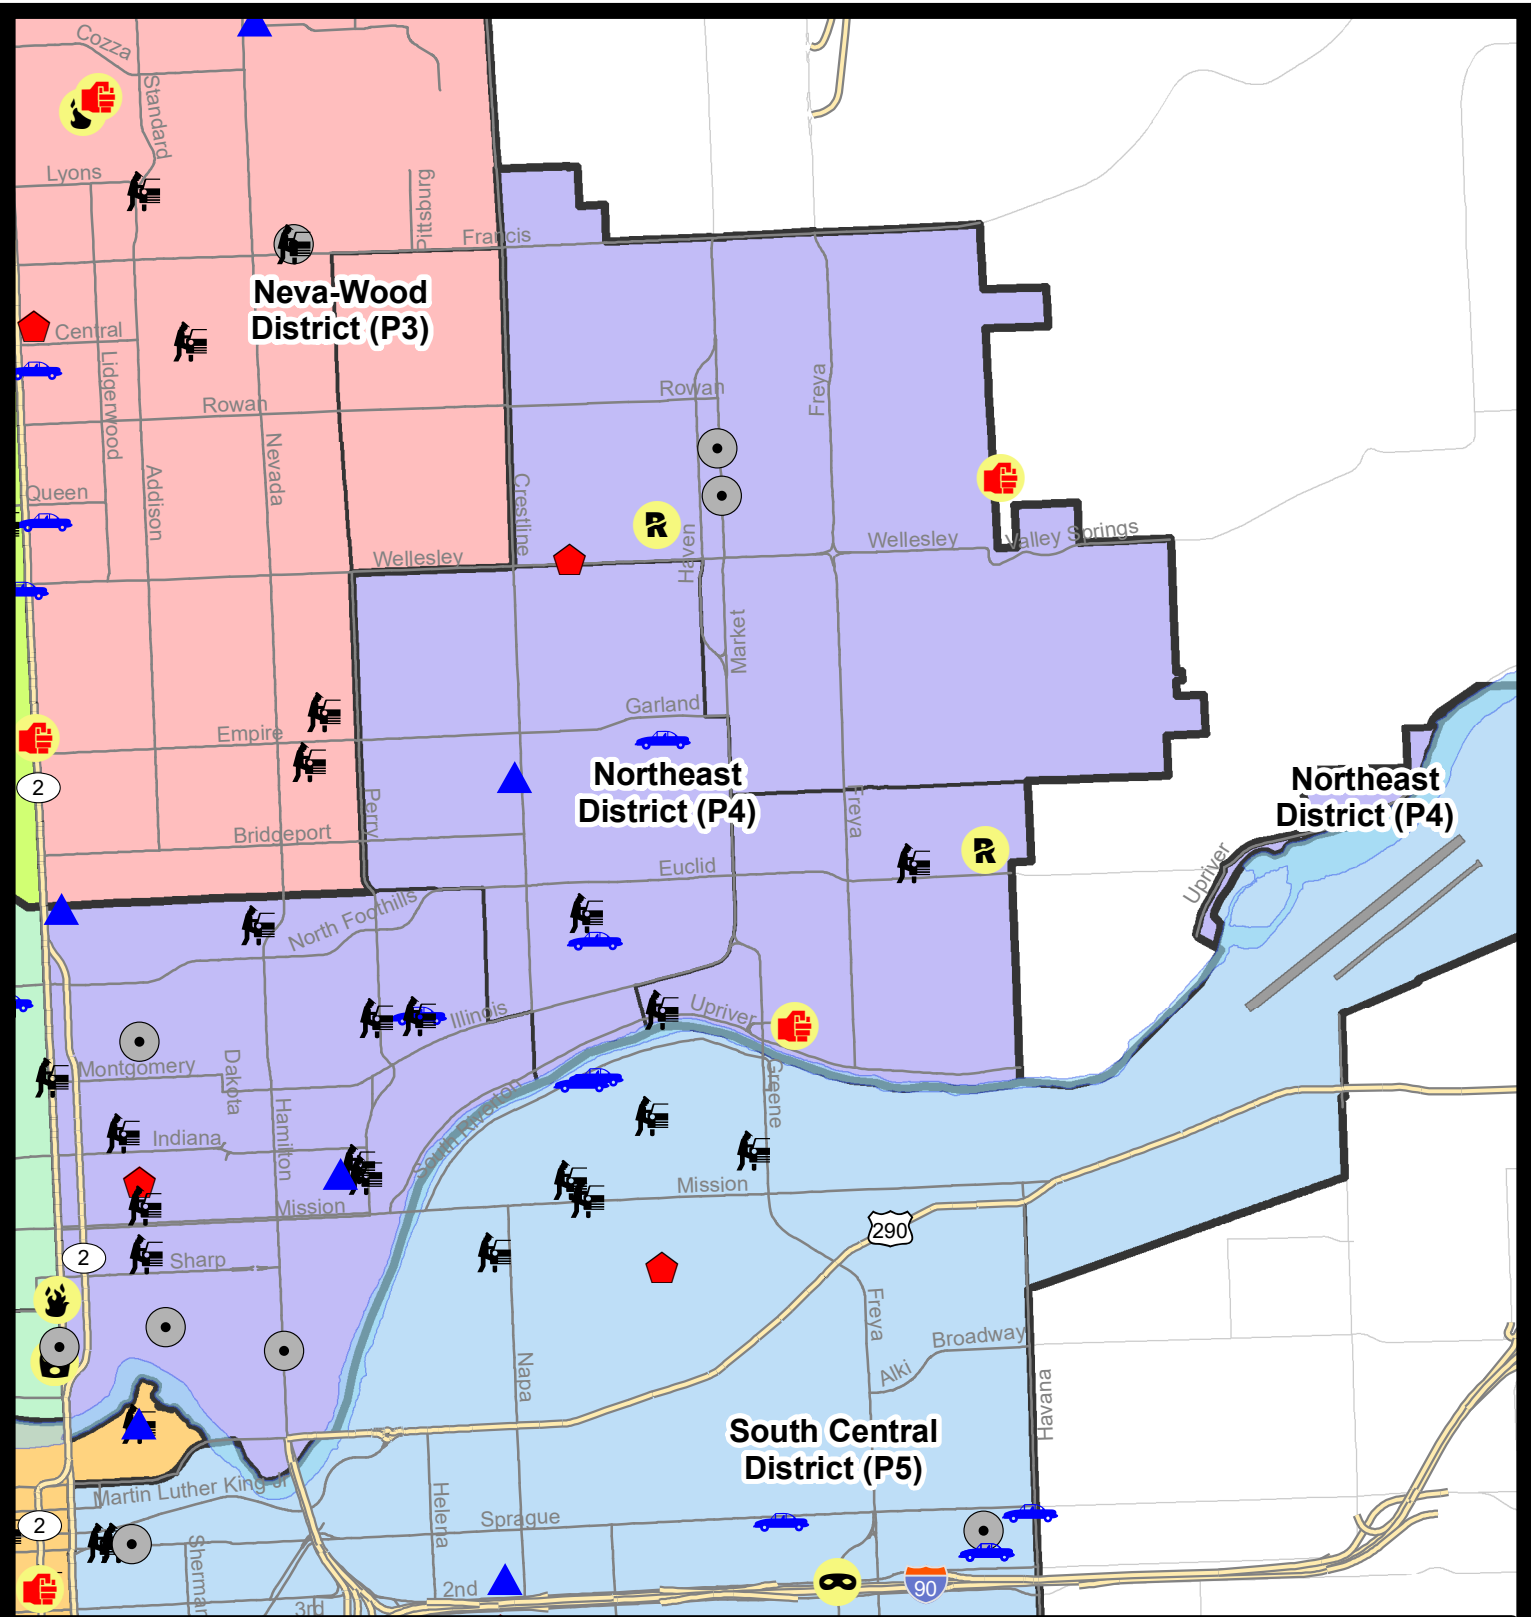 Cozza
Standard
Lyons
Pittsburg
Francis
Neva-Wood
District (P3)
Central
Lidgerwood
Rowan
Rowan
Freya
Nevada
Addison
Queen
Crestline
Haven
Wellesley
Wellesley
Valley Springs
Market
Garland
Empire
Northeast
District (P4)
Northeast
District (P4)
2
Perry
Freya
Bridgeport
Euclid
Upriver
North Foothills
Illinois
Upriver
Montgomery
Dakota
Hamilton
Greene
South Riverton
Indiana
Mission
Mission
290
2
Sharp
Freya
Broadway
Alki
Napa
Havana
South Central
District (P5)
Martin Luther King Jr
Helena
Sprague
2
Sherman
2nd
90
3rd